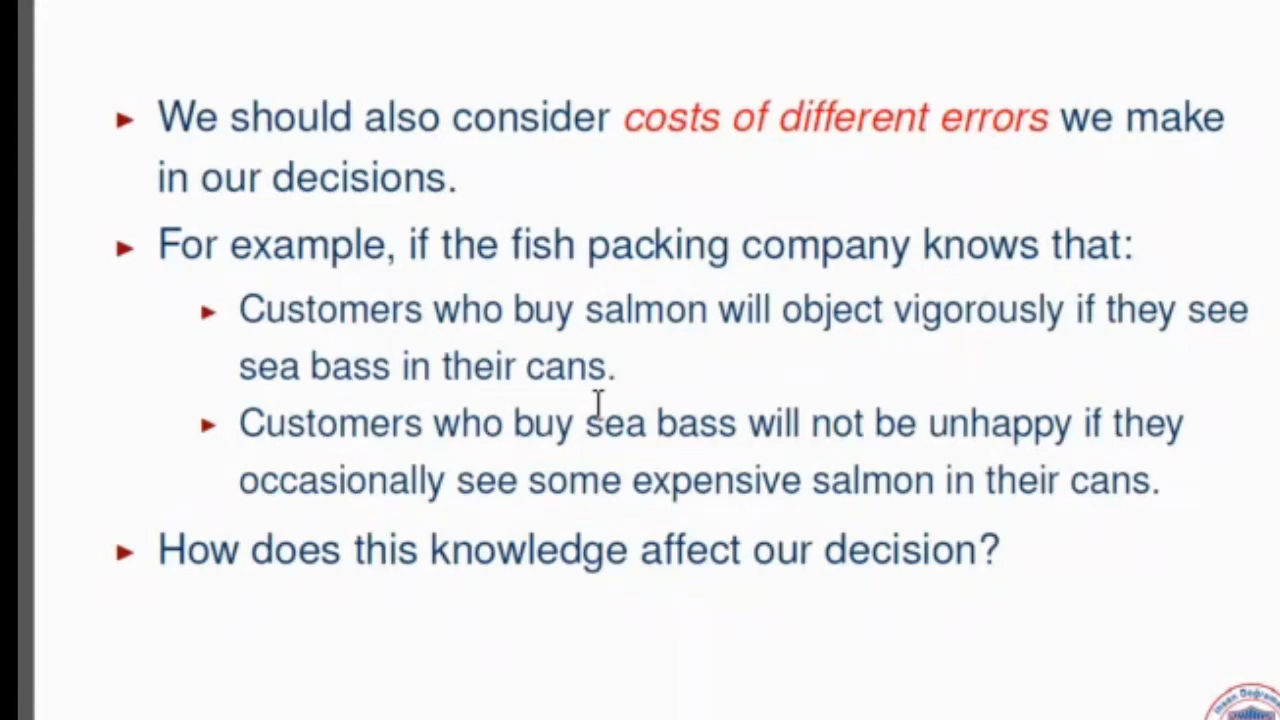 ► We should also consider costs of different errors we make
in our decisions.
► For example, if the fish packing company knows that:
► Customers who buy salmon will object vigorously if they see
sea bass in their cans.
► Customers who buy sea bass will not be unhappy if they
occasionally see some expensive salmon in their cans.
► How does this knowledge affect our decision?